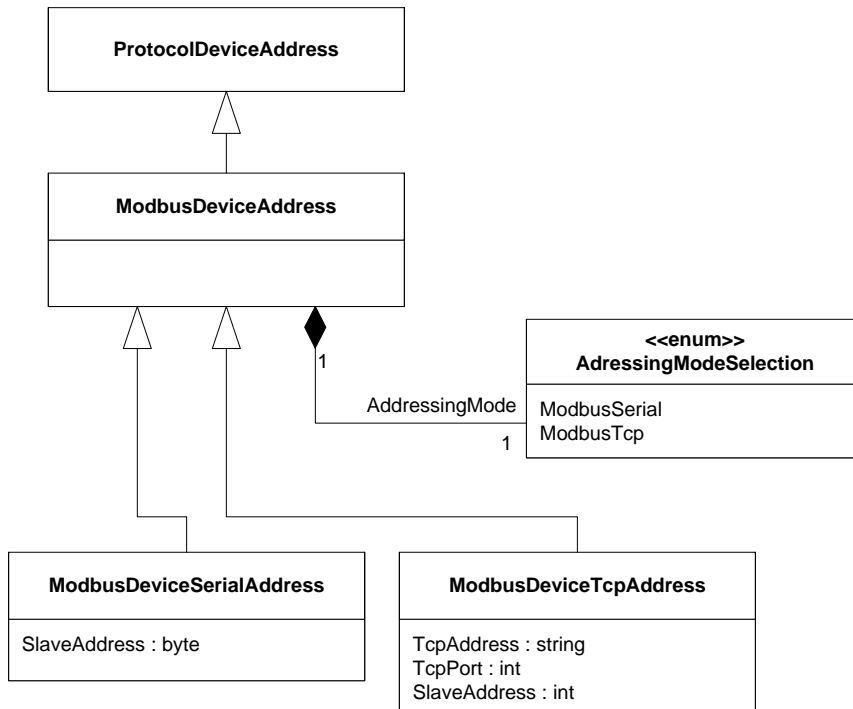 ProtocolDeviceAddress
ModbusDeviceAddress
1
<<enum>>
AdressingModeSelection
ModbusSerial
ModbusTcp
AddressingMode
1
ModbusDeviceSerialAddress
SlaveAddress : byte
ModbusDeviceTcpAddress
TcpAddress : string
TcpPort : int
SlaveAddress : int